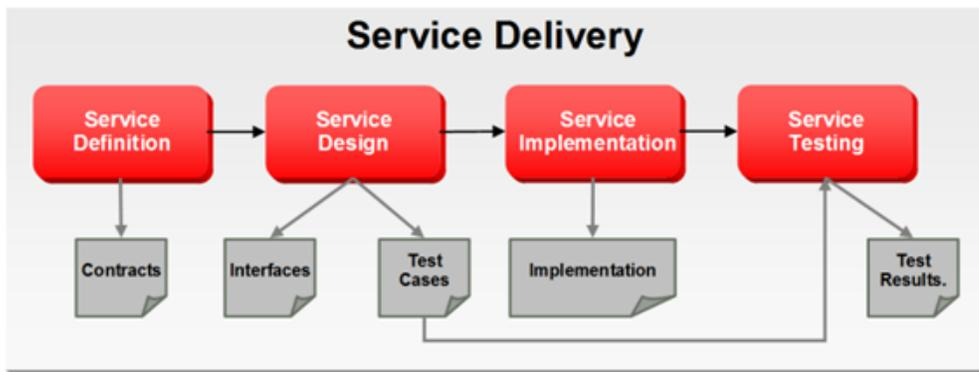 Service Delivery
Service
Definition
Service
Design
Service
Implementation
Service
Testing
Contracts
Interfaces
Test
Cases
Implementation
Test
Results.